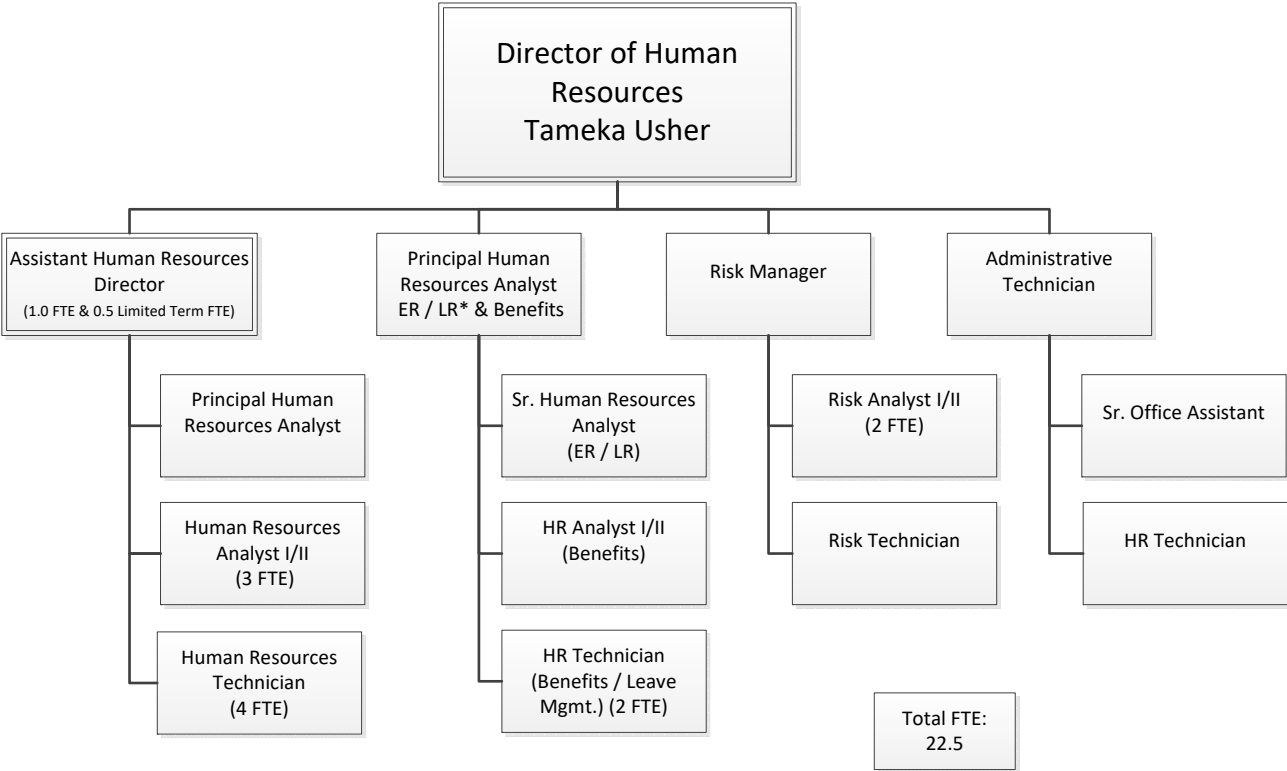 Director of Human
Resources
Tameka Usher
Assistant Human Resources
Director
(1.0 FTE & 0.5 Limited Term FTE)
Principal Human
Resources Analyst
ER / LR* & Benefits
Risk Manager
Administrative
Technician
Principal Human
Resources Analyst
Human Resources
Analyst I/II
(3 FTE)
Human Resources
Technician
(4 FTE)
Sr. Human Resources
Analyst
(ER / LR)
HR Analyst I/II
(Benefits)
HR Technician
(Benefits / Leave
Mgmt.) (2 FTE)
Risk Analyst I/II
(2 FTE)
Risk Technician
Sr. Office Assistant
HR Technician
Total FTE:
22.5